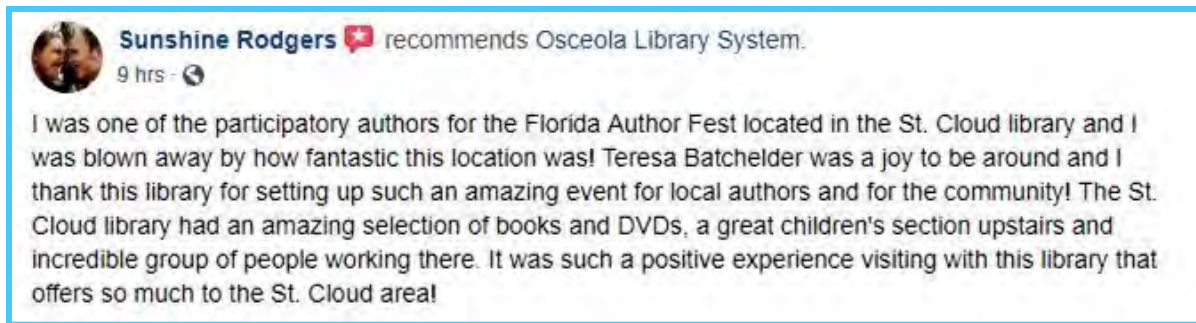 Sunshine Rodgers recommends Osceola Library System.
9 hrs ·
I was one of the participatory authors for the Florida Author Fest located in the St. Cloud library and I
was blown away by how fantastic this location was! Teresa Batchelder was a joy to be around and I
thank this library for setting up such an amazing event for local authors and for the community! The St.
Cloud library had an amazing selection of books and DVDs, a great children's section upstairs and
incredible group of people working there. It was such a positive experience visiting with this library that
offers so much to the St. Cloud area!